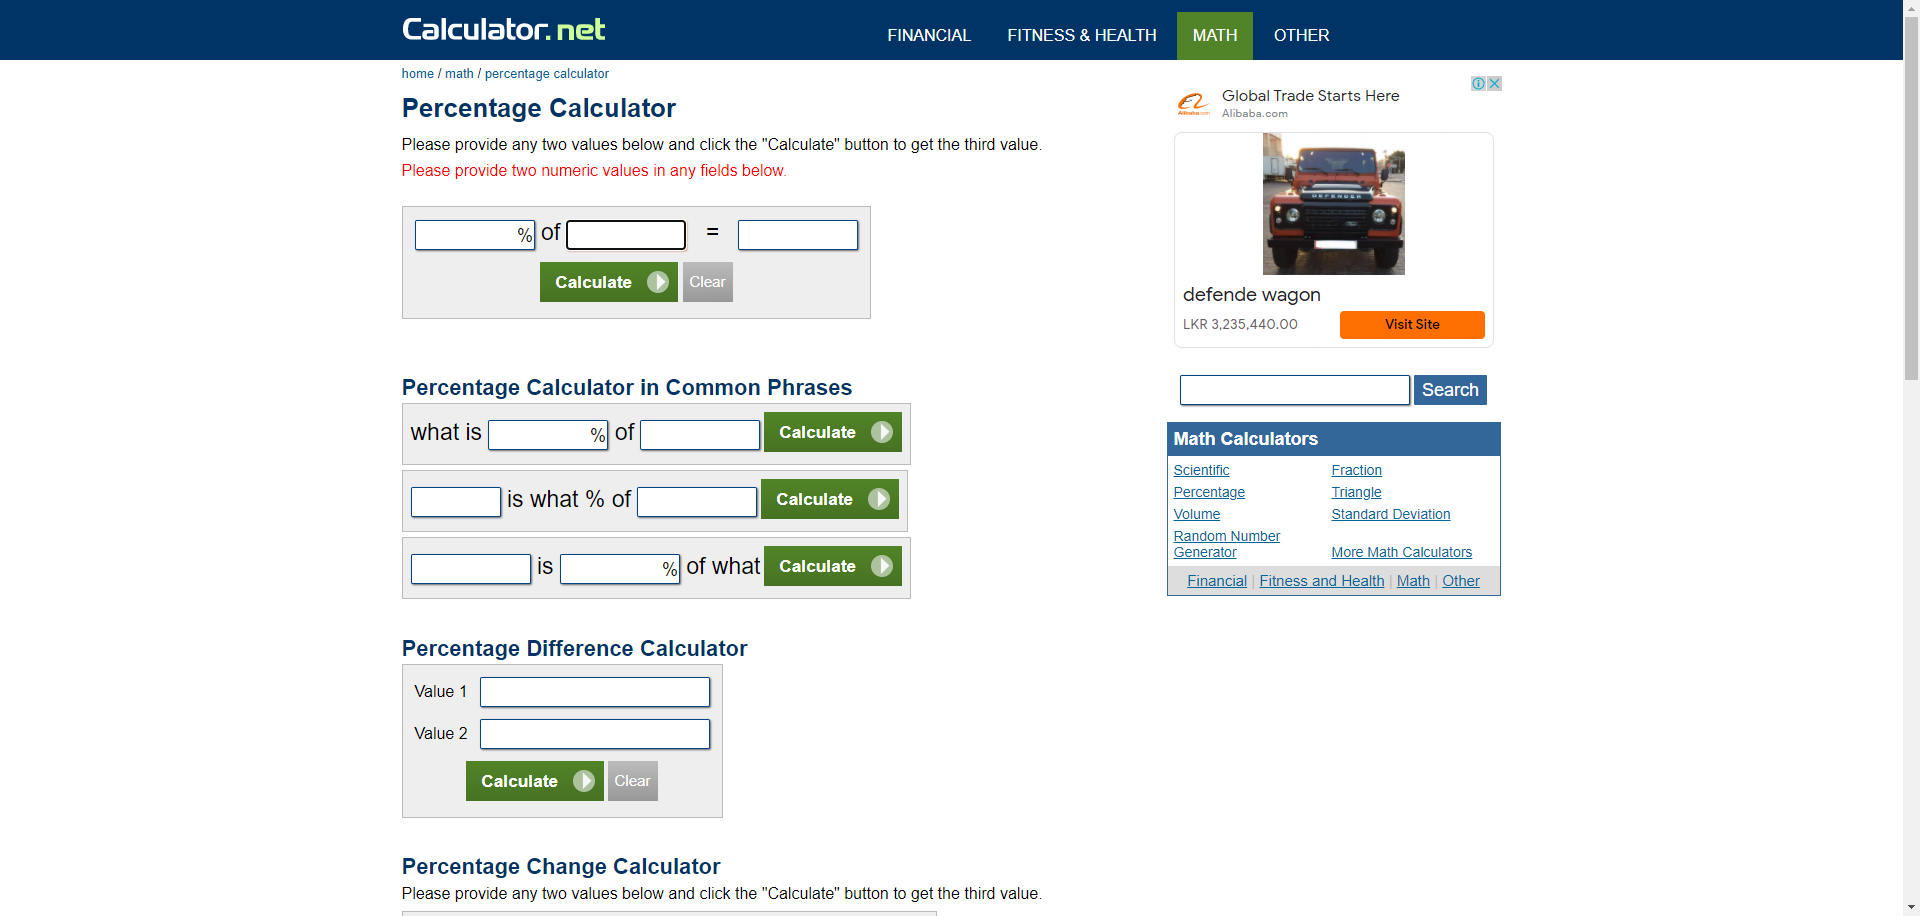 Calculator.net
FINANCIAL FITNESS & HEALTH MATH OTHER
home / math / percentage calculator
Percentage Calculator
Please provide any two values below and click the "Calculate" button to get the third value.
Please provide two numeric values in any fields below.
% of =
Calculate Clear
Percentage Calculator in Common Phrases
what is % of Calculate
is what % of Calculate
is % of what Calculate
Percentage Difference Calculator
Value 1
Value 2
Calculate Clear
Percentage Change Calculator
Please provide any two values below and click the "Calculate" button to get the third value.
Global Trade Starts Here
Alibaba.com
Alibaba.com
DEFENDER
defende wagon
LKR 3,235,440.00 Visit Site
Search
Math Calculators
Scientific Fraction
Percentage Triangle
Volume Standard Deviation
Random Number
Generator More Math Calculators
Financial | Fitness and Health | Math | Other